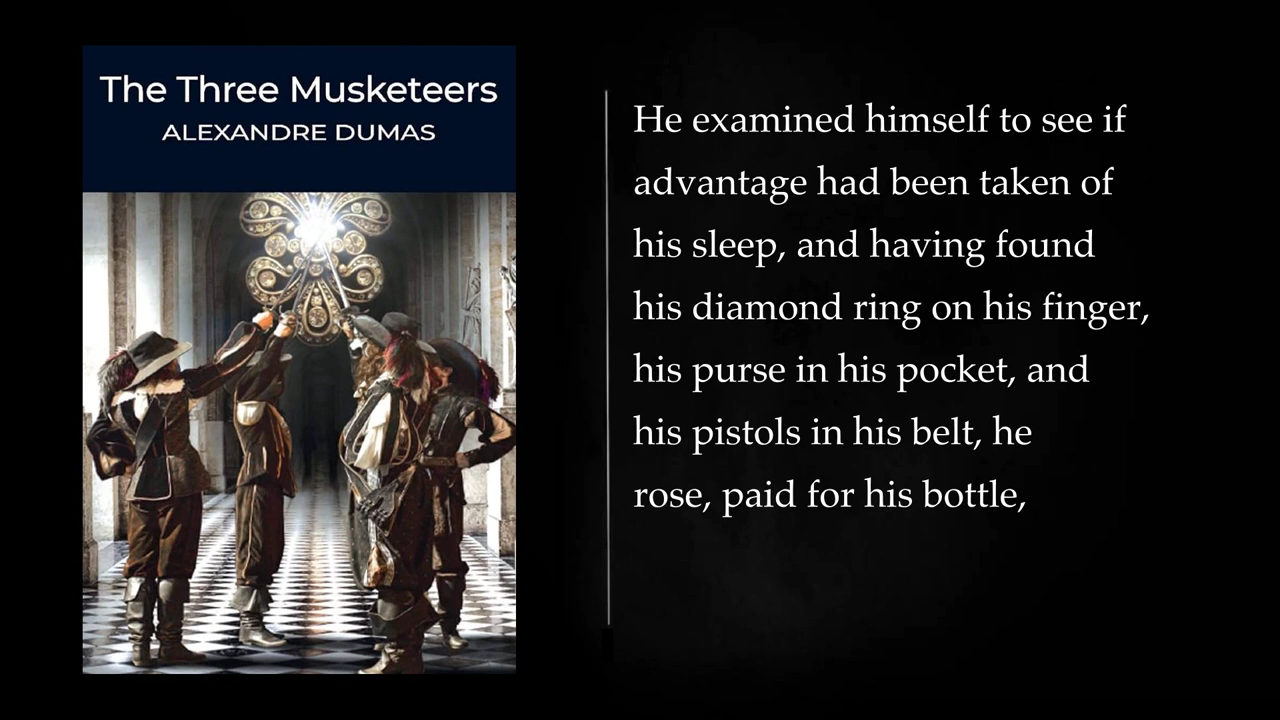 The Three Musketeers
ALEXANDRE DUMAS
He examined himself to see if
advantage had been taken of
his sleep, and having found
his diamond ring on his finger,
his purse in his pocket, and
his pistols in his belt, he
rose, paid for his bottle,